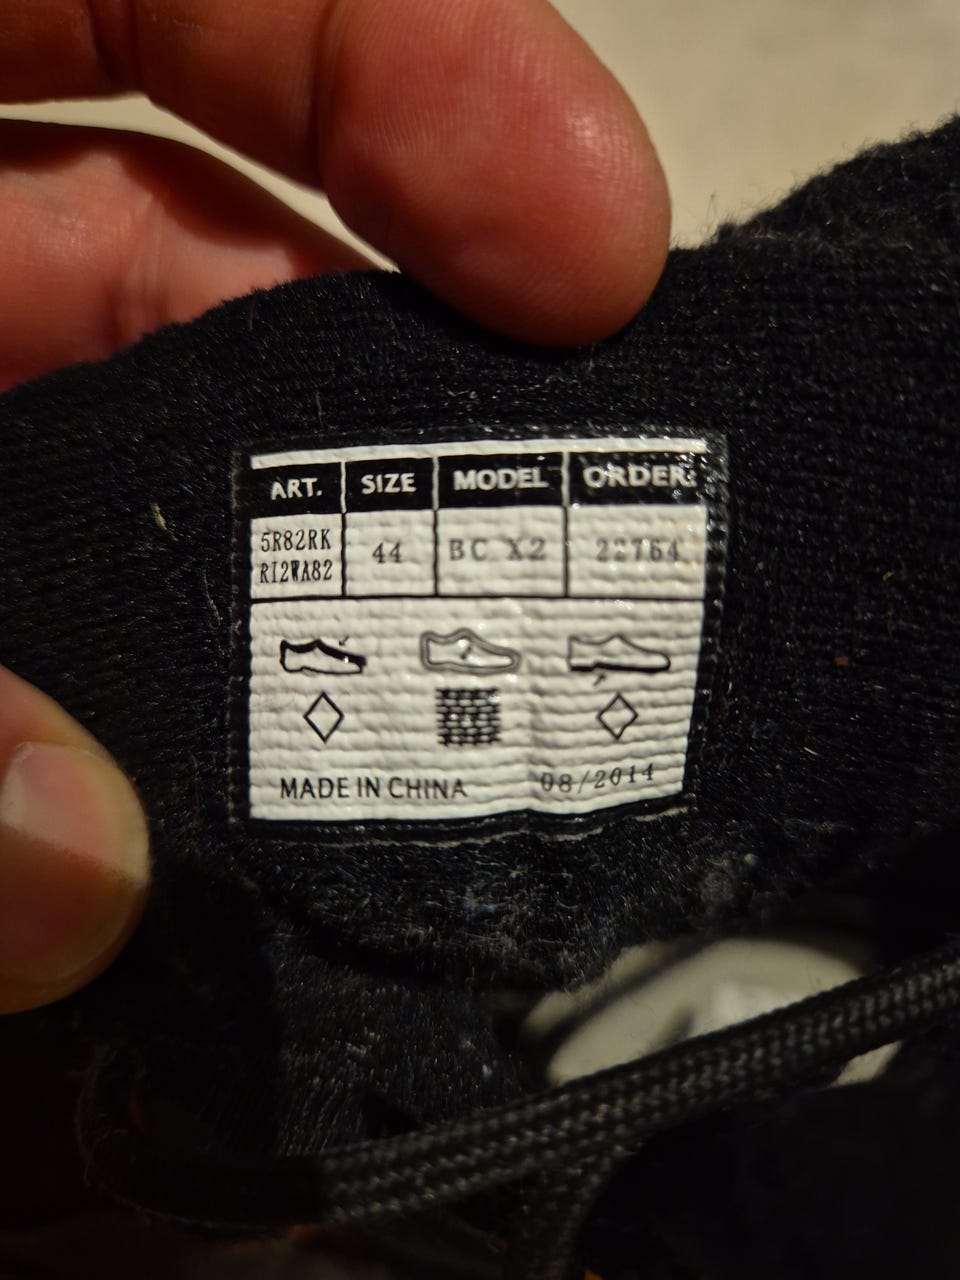 ART. SIZE MODEL ORDER:
5R82RK
RI2WA82
44 BC X2 22764
MADE IN CHINA 08/2014